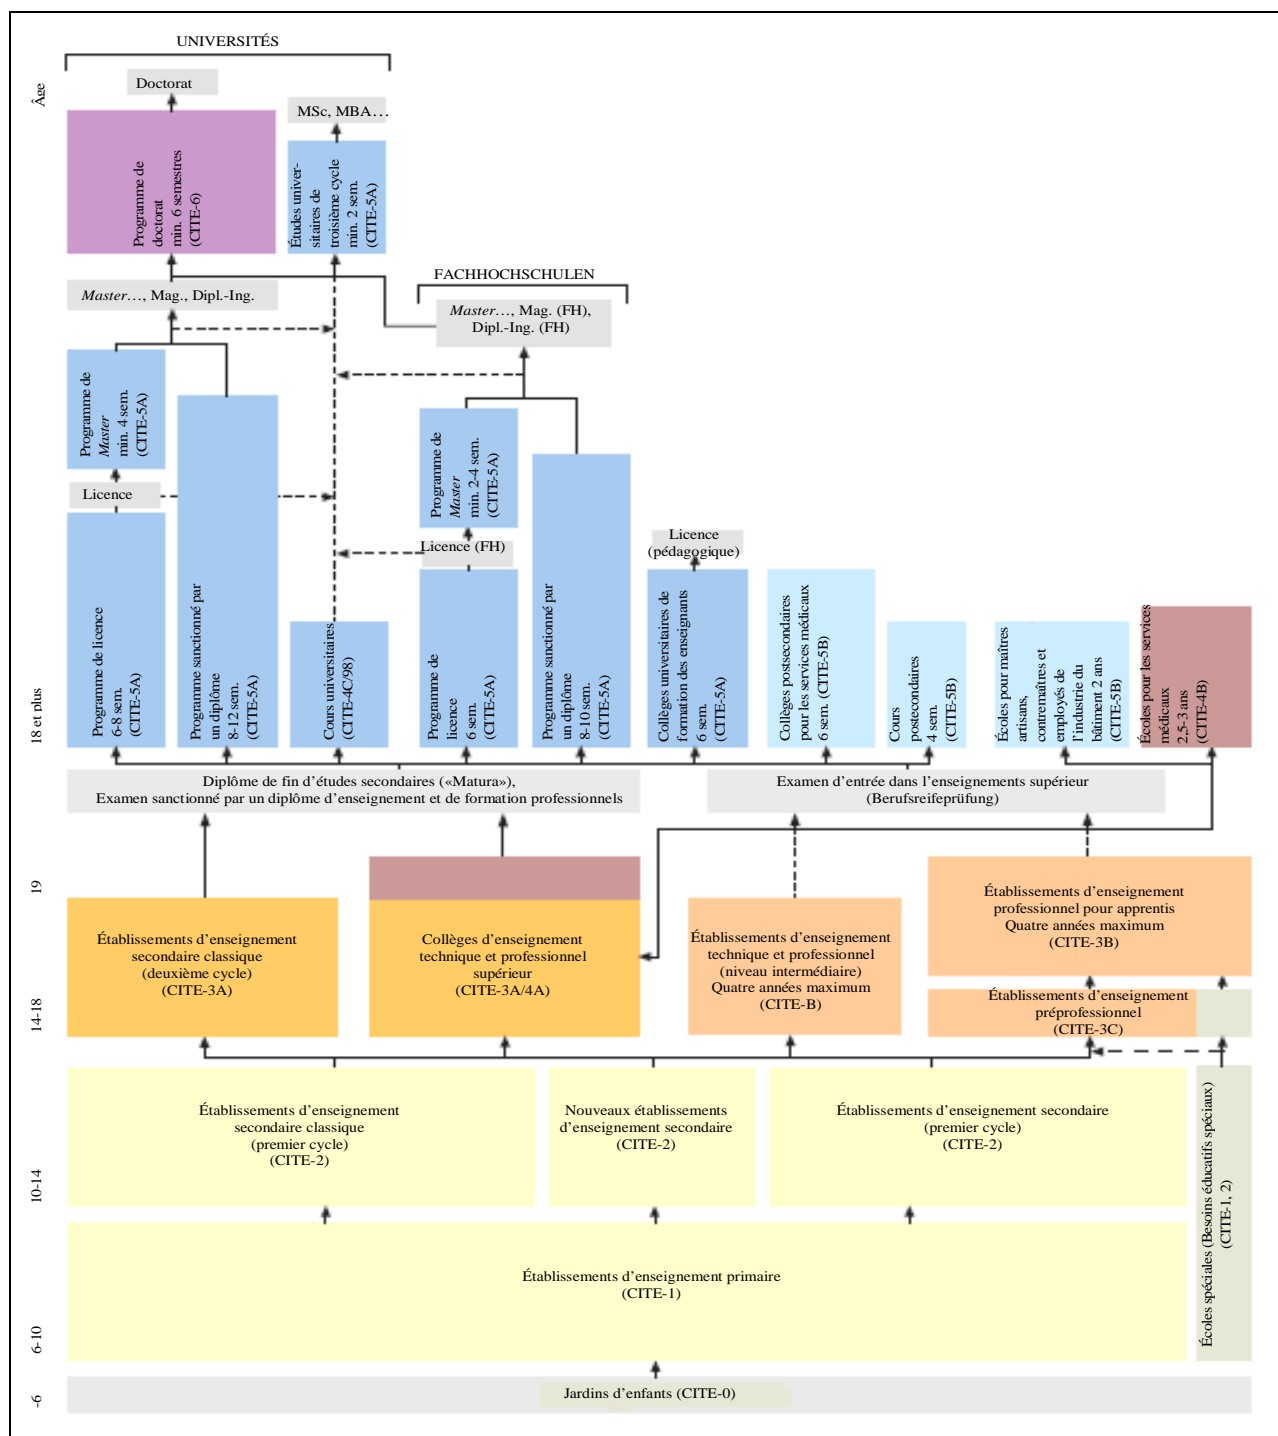 UNIVERSITÉS
Âge
Doctorat
MSc, MBA…
Programme de
doctorat
min. 6 semestres
(CITE-6)
Études univer-
sitaires de
troisième cycle
min. 2 sem.
(CITE-5A)
FACHHOCHSCHULEN
Master…, Mag., Dipl.-Ing.
Master…, Mag. (FH),
Dipl.-Ing. (FH)
Programme de
Master
min. 4 sem.
(CITE-5A)
Programme de
Master
min. 2-4 sem.
(CITE-5A)
Licence
Licence (FH)
Licence
(pédagogique)
18 et plus
Programme de licence
6-8 sem.
(CITE-5A)
Programme sanctionné par
un diplôme
8-12 sem.
(CITE-5A)
Cours universitaires
(CITE-4C/98)
Programme de
licence
6 sem.
(CITE-5A)
Programme sanctionné par
un diplôme
8-10 sem.
(CITE-5A)
Collèges universitaires de
formation des enseignants
6 sem.
(CITE-5A)
Collèges postsecondaires
pour les services médicaux
6 sem. (CITE-5B)
Cours
postecondaires
4 sem.
(CITE-5B)
Écoles pour maîtres
artisans,
contremaîtres et
employés de
l’industrie du
bâtiment 2 ans
(CITE-5B)
Écoles pour les services
médicaux
2,5-3 ans
(CITE-4B)
Diplôme de fin d’études secondaires («Matura»),
Examen sanctionné par un diplôme d’enseignement et de formation professionnels
Examen d’entrée dans l’enseignements supérieur
(Berufsreifeprüfung)
19
14-18
Établissements d’enseignement
secondaire classique
(deuxième cycle)
(CITE-3A)
Collèges d’enseignement
technique et professionnel
supérieur
(CITE-3A/4A)
Établissements d’enseignement
technique et professionnel
(niveau intermédiaire)
Quatre années maximum
(CITE-B)
Établissements d’enseignement
professionnel pour apprentis
Quatre années maximum
(CITE-3B)
Établissements d’enseignement
préprofessionnel
(CITE-3C)
10-14
Établissements d’enseignement
secondaire classique
(premier cycle)
(CITE-2)
Nouveaux établissements
d’enseignement secondaire
(CITE-2)
Établissements d’enseignement secondaire
(premier cycle)
(CITE-2)
Écoles spéciales (Besoins éducatifs spéciaux)
(CITE-1, 2)
6-10
Établissements d’enseignement primaire
(CITE-1)
-6
Jardins d’enfants (CITE-0)